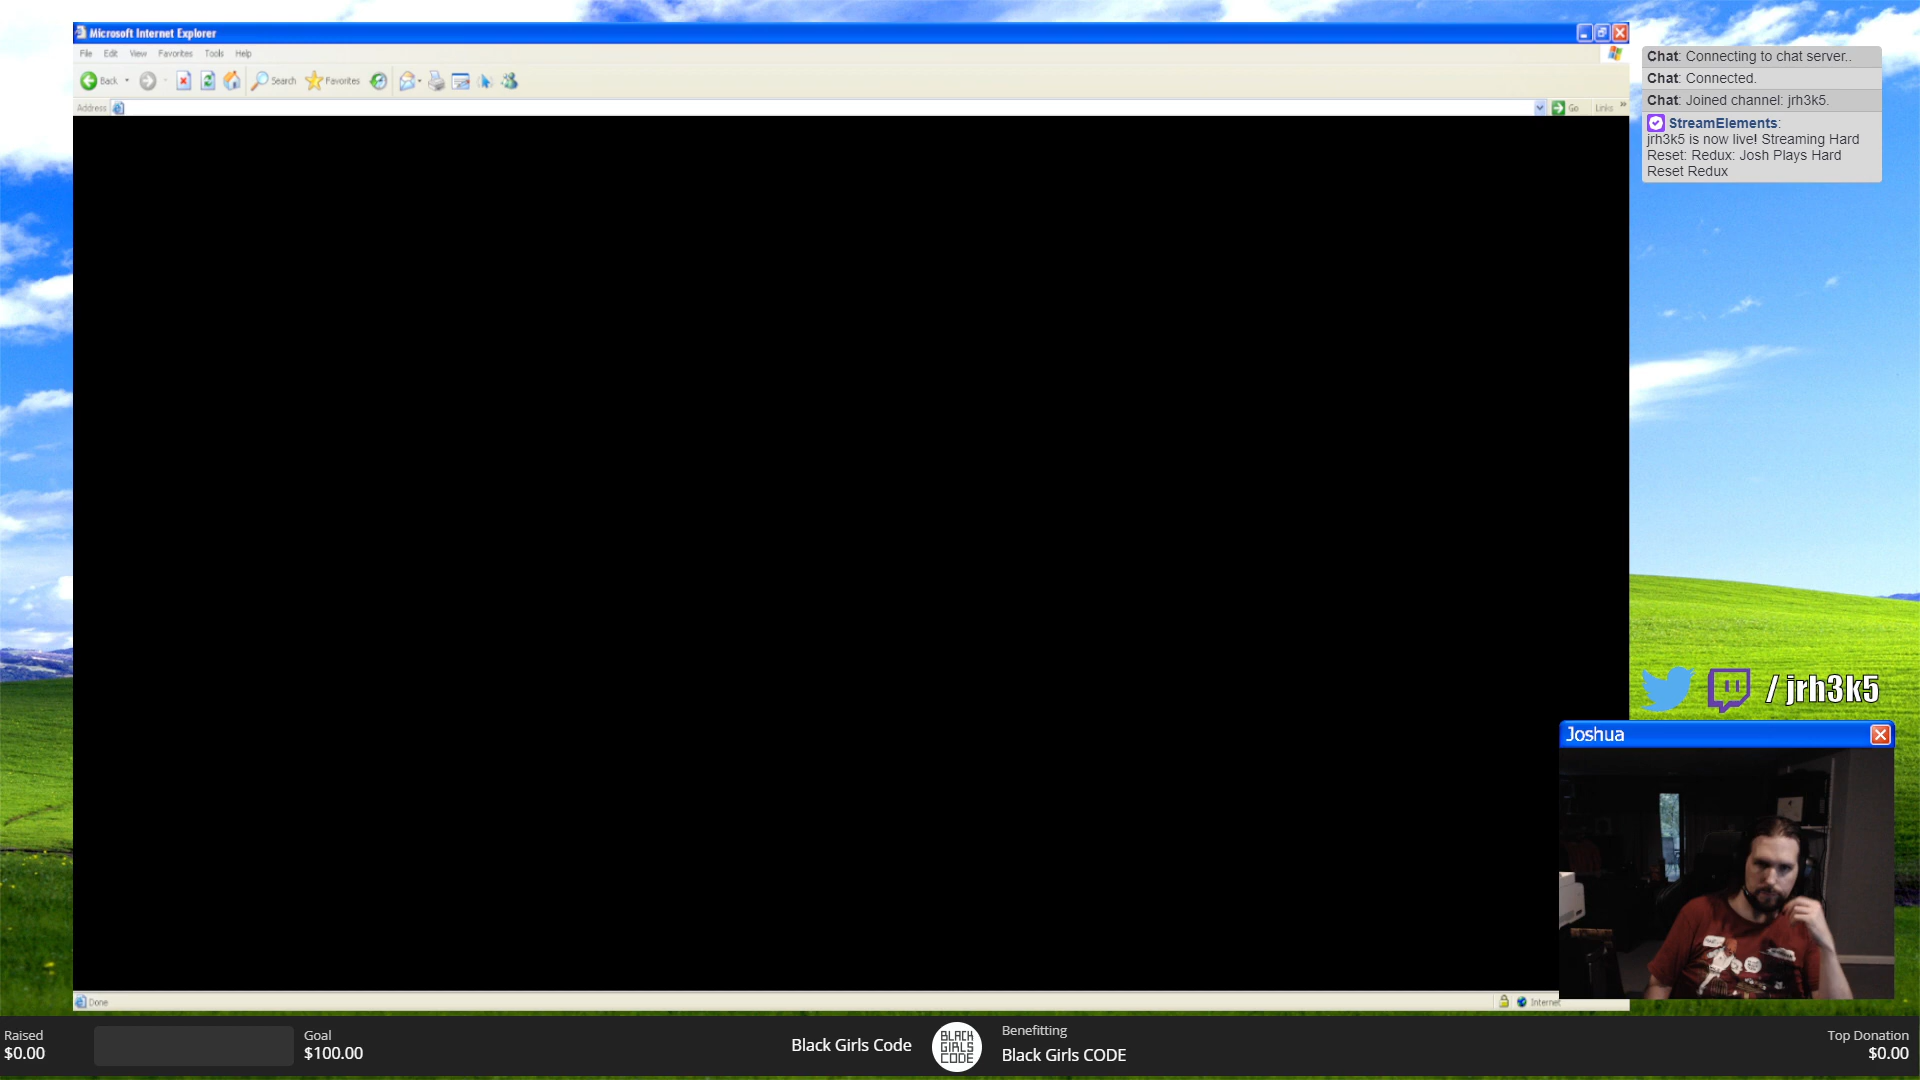 Microsoft Internet Explorer
File Edit View Favorites Tools Help
Back Search Favorites
Address Go Links »
Chat: Connecting to chat server..
Chat: Connected.
Chat: Joined channel: jrh3k5.
StreamElements:
jrh3k5 is now live! Streaming Hard
Reset: Redux: Josh Plays Hard
Reset Redux
/ jrh3k5
Joshua
Done
Internet
Raised
$0.00
Goal
$100.00
Black Girls Code
BLACK
GIRLS
CODE
Benefitting
Black Girls CODE
Top Donation
$0.00